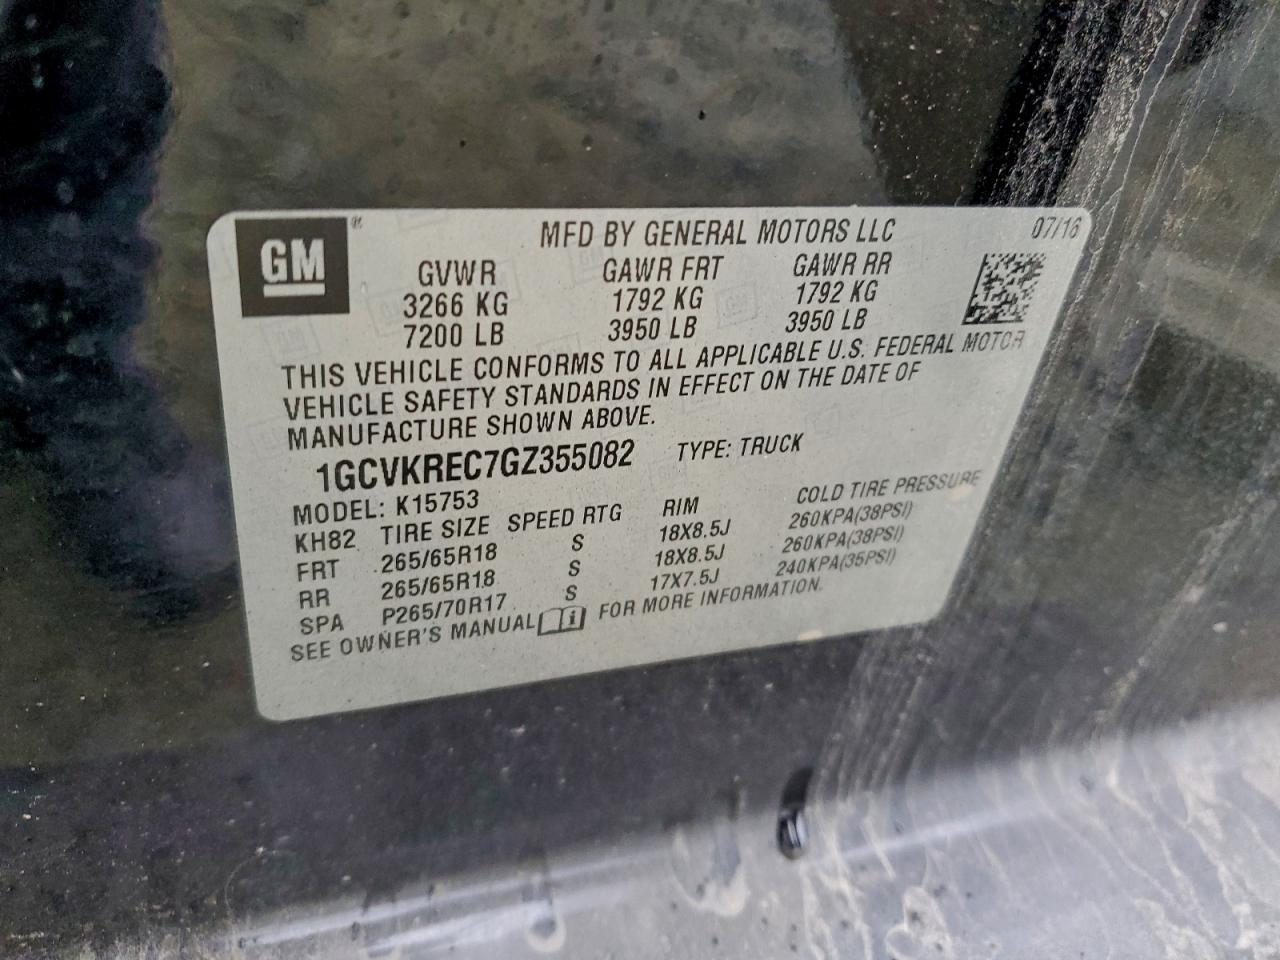 GM ® MFD BY GENERAL MOTORS LLC 07/16
GVWR GAWR FRT GAWR RR
3266 KG 1792 KG 1792 KG
7200 LB 3950 LB 3950 LB
THIS VEHICLE CONFORMS TO ALL APPLICABLE U.S. FEDERAL MOTOR
VEHICLE SAFETY STANDARDS IN EFFECT ON THE DATE OF
MANUFACTURE SHOWN ABOVE.
1GCVKREC7GZ355082 TYPE: TRUCK
MODEL: K15753
KH82 TIRE SIZE SPEED RTG RIM COLD TIRE PRESSURE
FRT 265/65R18 S 18X8.5J 260KPA(38PSI)
RR 265/65R18 S 18X8.5J 260KPA(38PSI)
SPA P265/70R17 S 17X7.5J 240KPA(35PSI)
SEE OWNER'S MANUAL i FOR MORE INFORMATION.